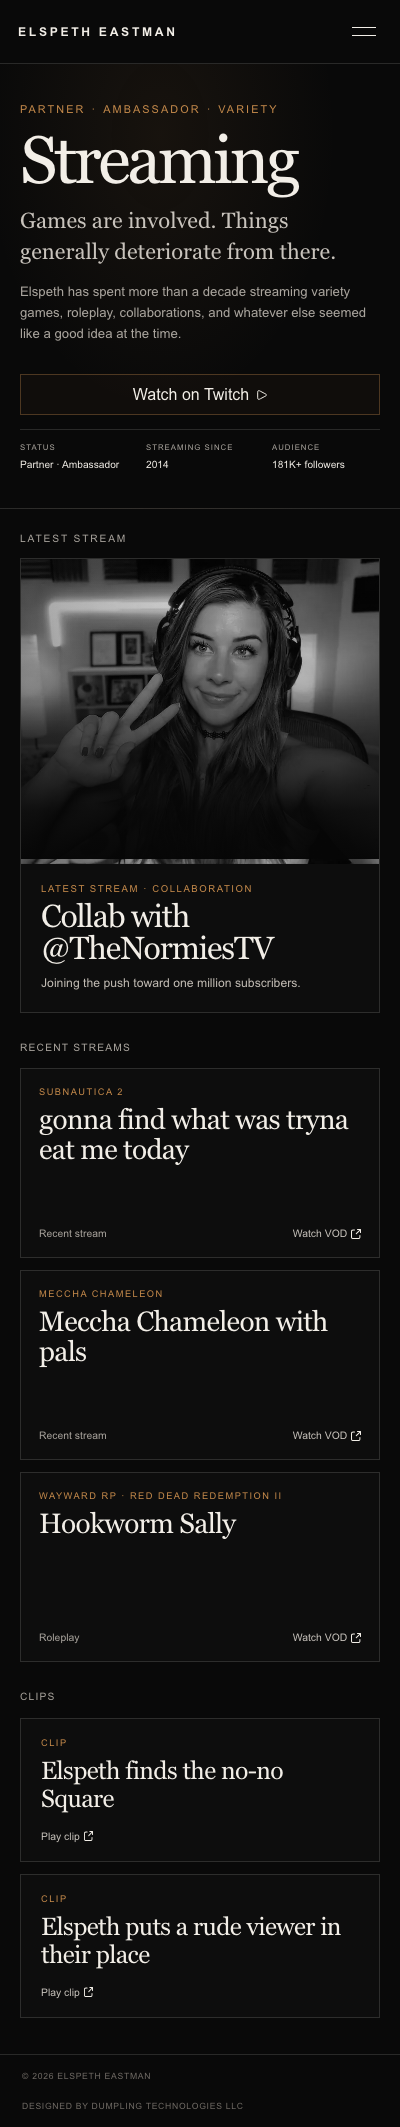 ELSPETH EASTMAN
PARTNER · AMBASSADOR · VARIETY
Streaming
Games are involved. Things
generally deteriorate from there.
Elspeth has spent more than a decade streaming variety
games, roleplay, collaborations, and whatever else seemed
like a good idea at the time.
Watch on Twitch
STATUS
Partner · Ambassador
STREAMING SINCE
2014
AUDIENCE
181K+ followers
LATEST STREAM
LATEST STREAM · COLLABORATION
Collab with
@TheNormiesTV
Joining the push toward one million subscribers.
RECENT STREAMS
SUBNAUTICA 2
gonna find what was tryna
eat me today
Recent stream
Watch VOD
MECCHA CHAMELEON
Meccha Chameleon with
pals
Recent stream
Watch VOD
WAYWARD RP · RED DEAD REDEMPTION II
Hookworm Sally
Roleplay
Watch VOD
CLIPS
CLIP
Elspeth finds the no-no
Square
Play clip
CLIP
Elspeth puts a rude viewer in
their place
Play clip
© 2026 ELSPETH EASTMAN
DESIGNED BY DUMPLING TECHNOLOGIES LLC